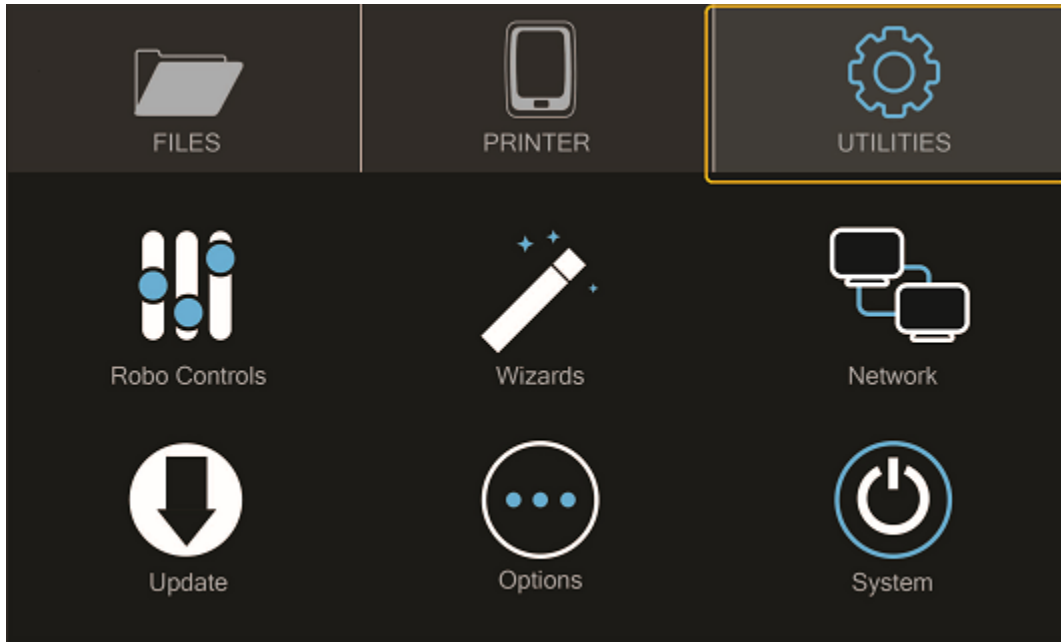 FILES
PRINTER
UTILITIES
Robo Controls
Wizards
Network
Update
Options
System